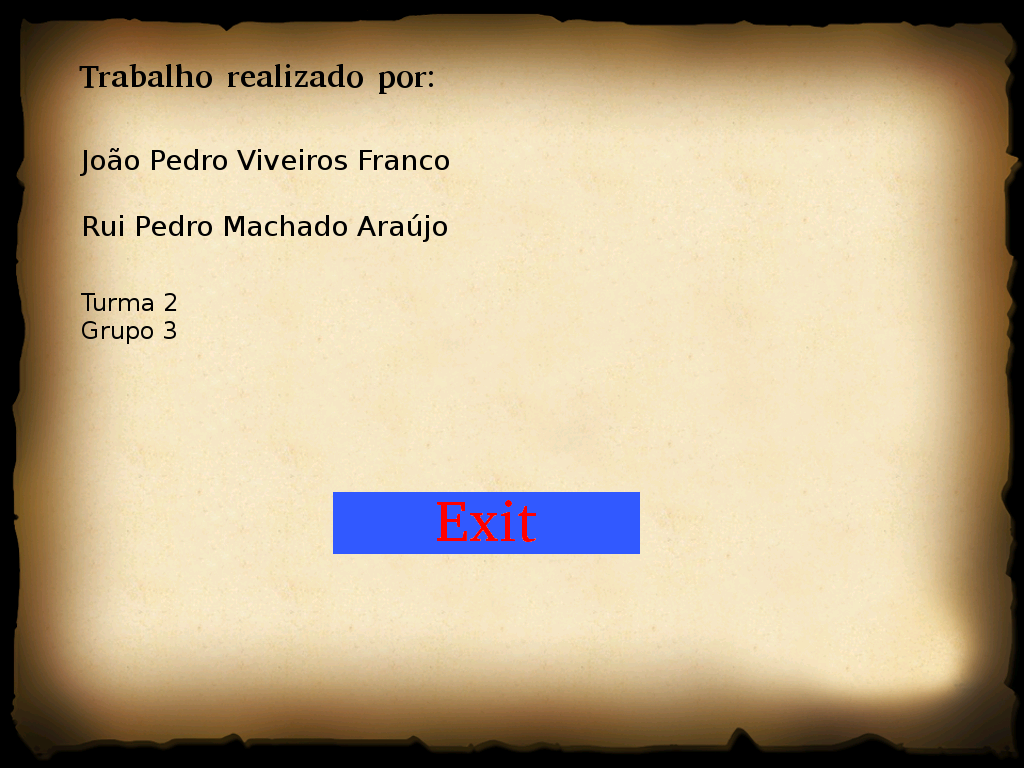 Trabalho realizado por:
João Pedro Viveiros Franco
Rui Pedro Machado Araújo
Turma 2
Grupo 3
Exit